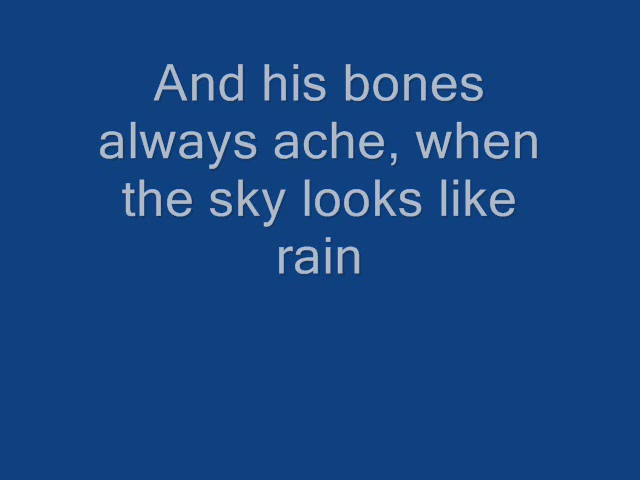 And his bones
always ache, when
the sky looks like
rain